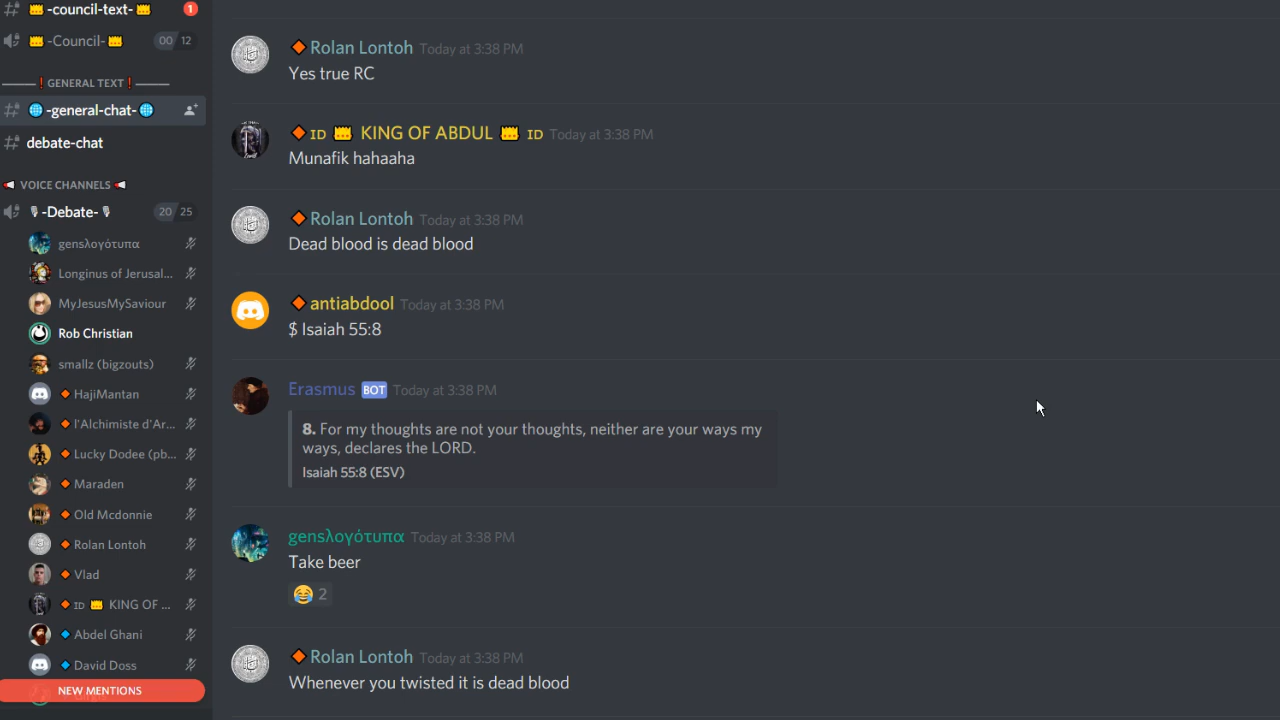 -council-text-
1
-Council-
00 12
GENERAL TEXT
-general-chat-
debate-chat
VOICE CHANNELS
-Debate-
20 25
gensλογότυπα
Longinus of Jerusal...
MyJesusMySaviour
Rob Christian
smallz (bigzouts)
HajiMantan
l'Alchimiste d'Ar...
Lucky Dodee (pb...
Maraden
Old Mcdonnie
Rolan Lontoh
Vlad
ID KING OF ...
Abdel Ghani
David Doss
NEW MENTIONS
Rolan Lontoh Today at 3:38 PM
Yes true RC
ID KING OF ABDUL ID Today at 3:38 PM
Munafik hahaaha
Rolan Lontoh Today at 3:38 PM
Dead blood is dead blood
antiabdool Today at 3:38 PM
$ Isaiah 55:8
Erasmus BOT Today at 3:38 PM
8. For my thoughts are not your thoughts, neither are your ways my
ways, declares the LORD.
Isaiah 55:8 (ESV)
gensλογότυπα Today at 3:38 PM
Take beer
2
Rolan Lontoh Today at 3:38 PM
Whenever you twisted it is dead blood